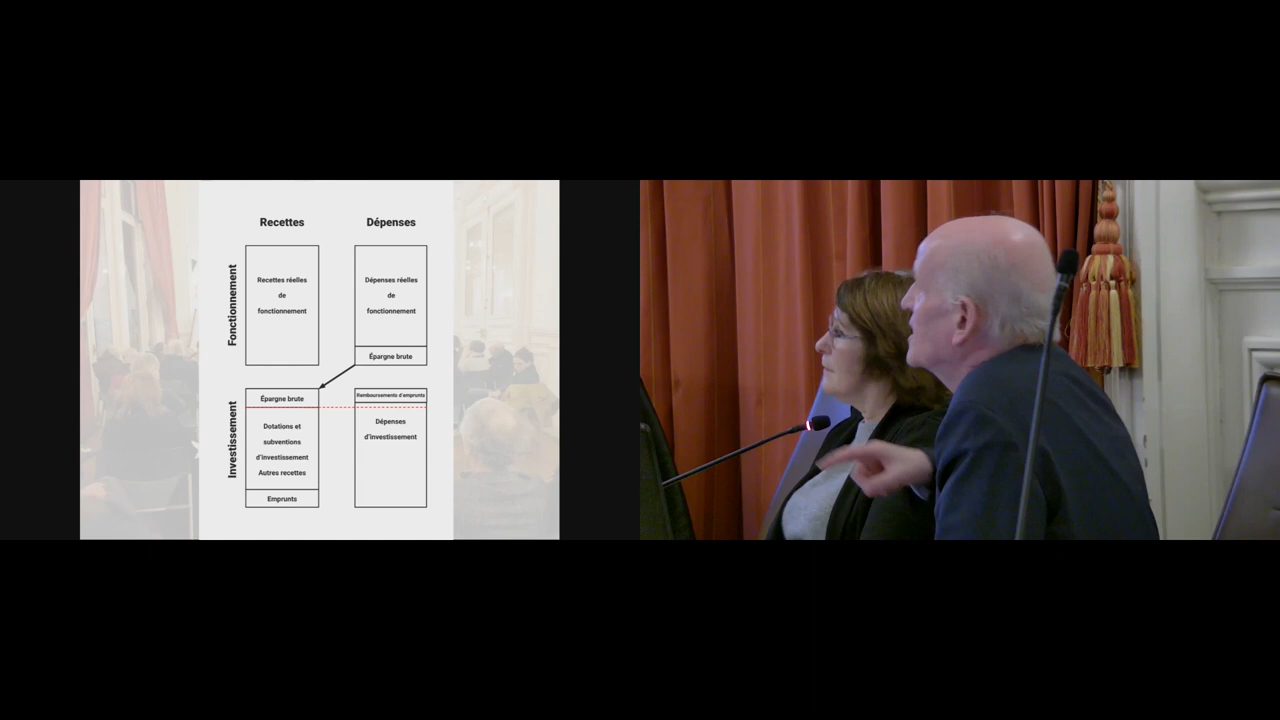 Recettes
Dépenses
Fonctionnement
Recettes réelles
de
fonctionnement
Dépenses réelles
de
fonctionnement
Épargne brute
Investissement
Épargne brute
Dotations et
subventions
d'investissement
Autres recettes
Emprunts
Remboursements d'emprunts
Dépenses
d'investissement